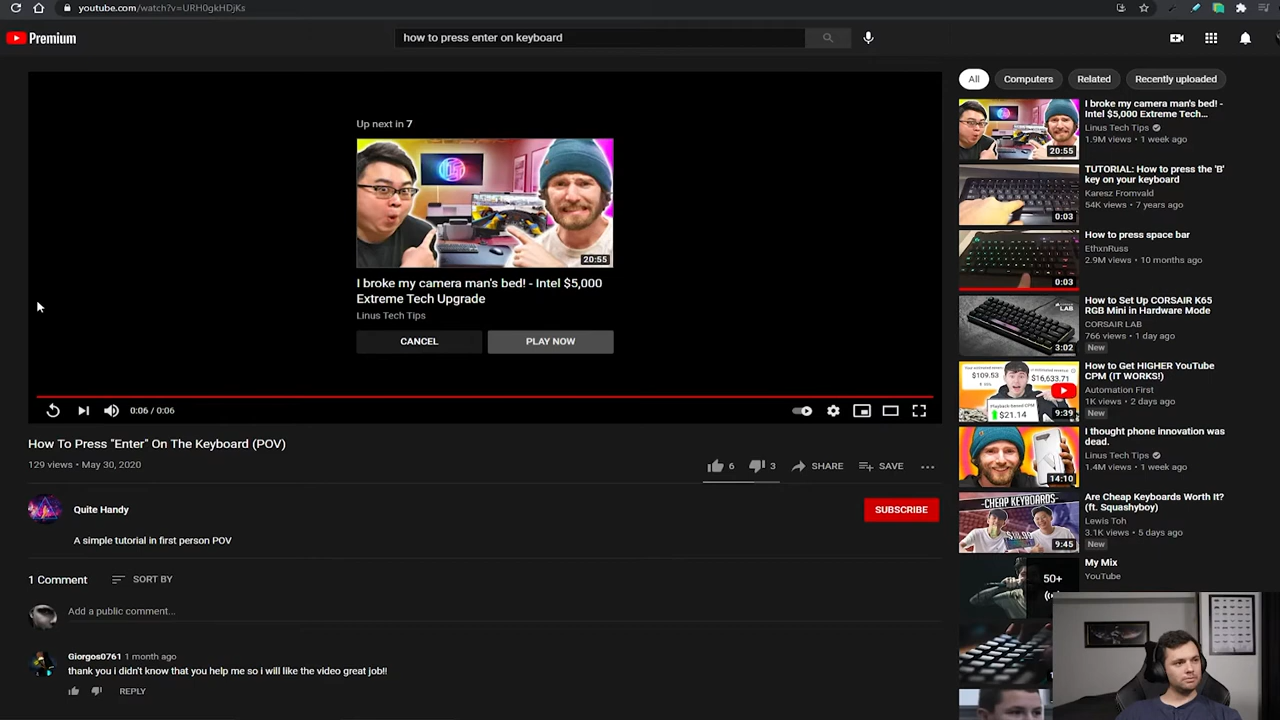 youtube.com/watch?v=URH0gkHDjKs
Premium
how to press enter on keyboard
Up next in 7
20:55
I broke my camera man's bed! - Intel $5,000
Extreme Tech Upgrade
Linus Tech Tips
CANCEL
PLAY NOW
0:06 / 0:06
How To Press "Enter" On The Keyboard (POV)
129 views • May 30, 2020
6
3
SHARE
SAVE
Quite Handy
SUBSCRIBE
A simple tutorial in first person POV
1 Comment
SORT BY
Add a public comment...
Giorgos0761 1 month ago
thank you i didn't know that you help me so i will like the video great job!!
REPLY
All
Computers
Related
Recently uploaded
20:55
I broke my camera man's bed! -
Intel $5,000 Extreme Tech...
Linus Tech Tips
1.9M views • 1 week ago
0:03
TUTORIAL: How to press the 'B'
key on your keyboard
Karesz Fromvald
54K views • 7 years ago
0:03
How to press space bar
EthxnRuss
2.9M views • 10 months ago
3:02
How to Set Up CORSAIR K65
RGB Mini in Hardware Mode
CORSAIR LAB
766 views • 1 day ago
New
$109.53
$16,633.71
$21.14
9:39
How to Get HIGHER YouTube
CPM (IT WORKS!)
Automation First
1K views • 2 days ago
New
14:10
I thought phone innovation was
dead.
Linus Tech Tips
1.4M views • 1 week ago
-CHEAP KEYBOARDS-
9:45
Are Cheap Keyboards Worth It?
(ft. Squashyboy)
Lewis Toh
3.1K views • 5 days ago
New
50+
My Mix
YouTube